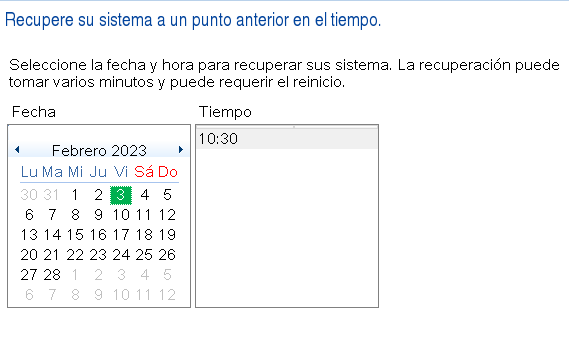 Recupere su sistema a un punto anterior en el tiempo.
Seleccione la fecha y hora para recuperar sus sistema. La recuperación puede
tomar varios minutos y puede requerir el reinicio.
Fecha Tiempo
Febrero 2023 10:30
Lu Ma Mi Ju Vi Sá Do
30 31 1 2 3 4 5
6 7 8 9 10 11 12
13 14 15 16 17 18 19
20 21 22 23 24 25 26
27 28 1 2 3 4 5
6 7 8 9 10 11 12